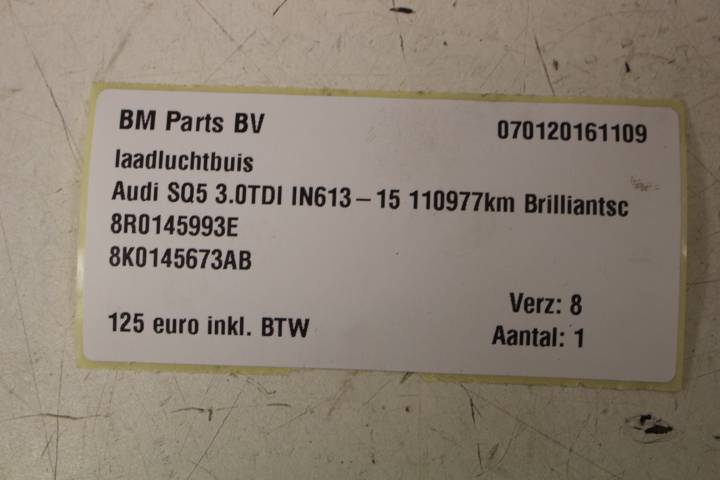 BM Parts BV 070120161109
laadluchtbuis
Audi SQ5 3.0TDI IN613-15 110977km Brilliantsc
8R0145993E
8K0145673AB
Verz: 8
125 euro inkl. BTW Aantal: 1